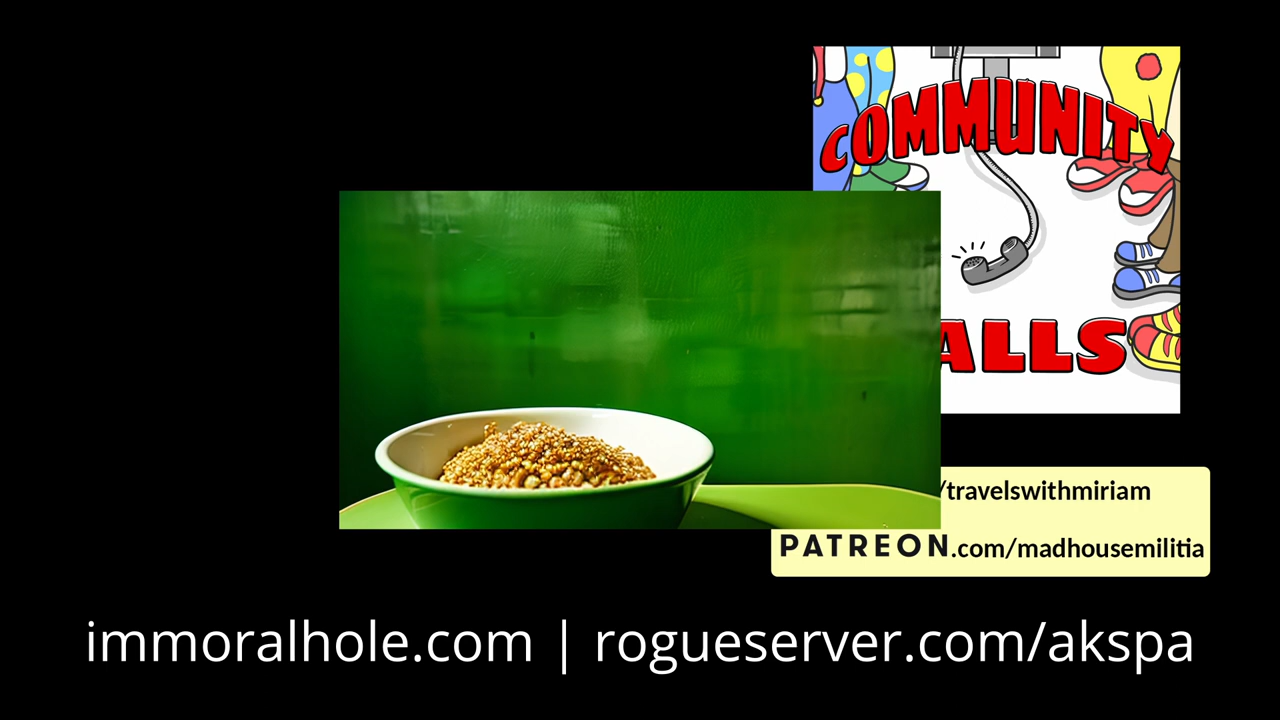 COMMUNITY
ALLS
/travelswithmiriam
PATREON.com/madhousemilitia
immoralhole.com | rogueserver.com/akspa